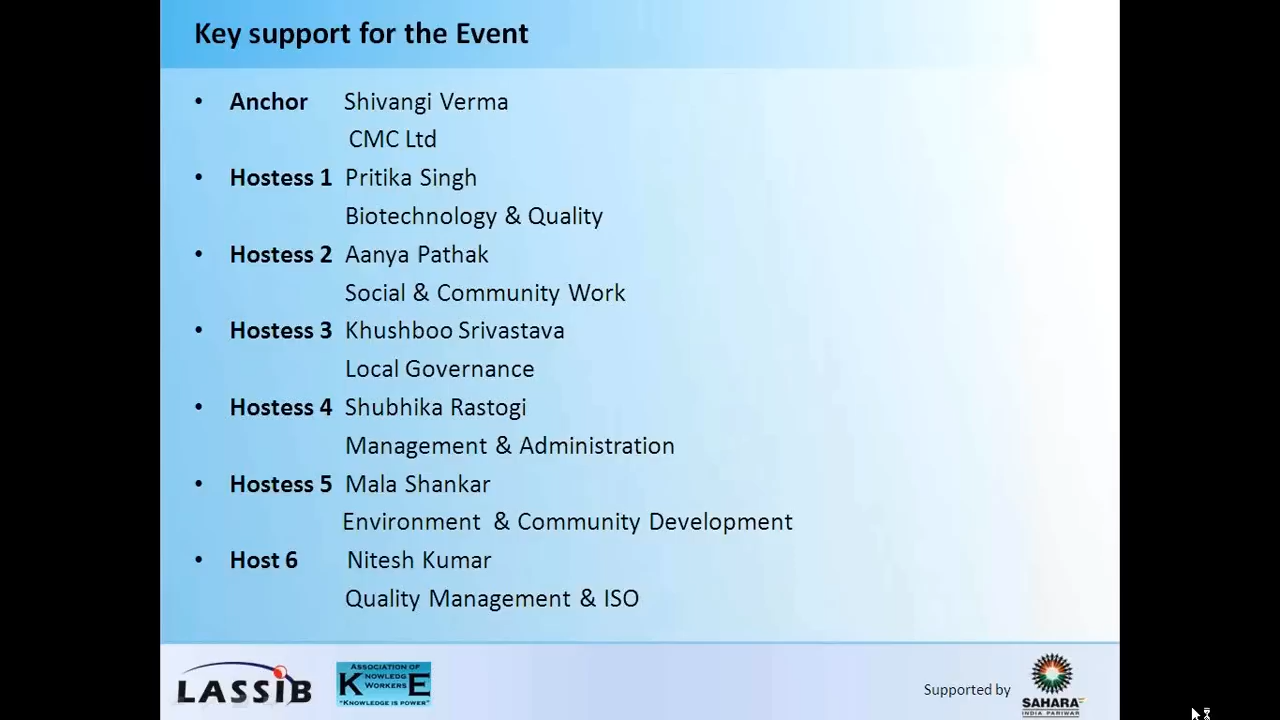 Key support for the Event
• Anchor Shivangi Verma
CMC Ltd
• Hostess 1 Pritika Singh
Biotechnology & Quality
• Hostess 2 Aanya Pathak
Social & Community Work
• Hostess 3 Khushboo Srivastava
Local Governance
• Hostess 4 Shubhika Rastogi
Management & Administration
• Hostess 5 Mala Shankar
Environment & Community Development
• Host 6 Nitesh Kumar
Quality Management & ISO
LASSIB
ASSOCIATION OF
KNOWLEDGE
WORKERS E
"KNOWLEDGE IS POWER"
Supported by
SAHARA
INDIA PARIWAR